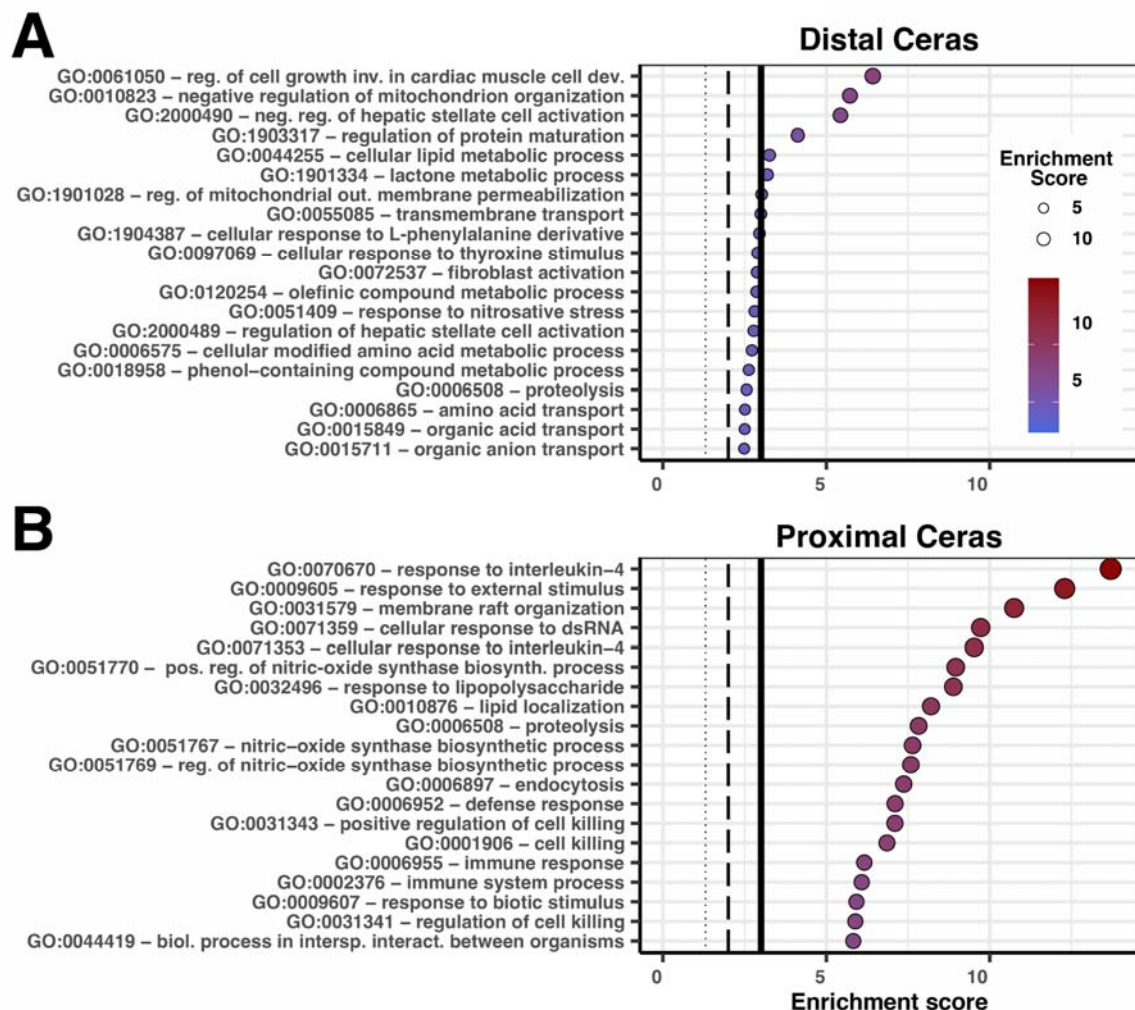 A
Distal Ceras
GO:0061050 – reg. of cell growth inv. in cardiac muscle cell dev.
GO:0010823 – negative regulation of mitochondrion organization
GO:2000490 – neg. reg. of hepatic stellate cell activation
GO:1903317 – regulation of protein maturation
GO:0044255 – cellular lipid metabolic process
GO:1901334 – lactone metabolic process
GO:1901028 – reg. of mitochondrial out. membrane permeabilization
GO:0055085 – transmembrane transport
GO:1904387 – cellular response to L-phenylalanine derivative
GO:0097069 – cellular response to thyroxine stimulus
GO:0072537 – fibroblast activation
GO:0120254 – olefinic compound metabolic process
GO:0051409 – response to nitrosative stress
GO:2000489 – regulation of hepatic stellate cell activation
GO:0006575 – cellular modified amino acid metabolic process
GO:0018958 – phenol–containing compound metabolic process
GO:0006508 – proteolysis
GO:0006865 – amino acid transport
GO:0015849 – organic acid transport
GO:0015711 – organic anion transport
Enrichment
Score
5
10
10
5
0 5 10
B
Proximal Ceras
GO:0070670 – response to interleukin–4
GO:0009605 – response to external stimulus
GO:0031579 – membrane raft organization
GO:0071359 – cellular response to dsRNA
GO:0071353 – cellular response to interleukin–4
GO:0051770 – pos. reg. of nitric-oxide synthase biosynth. process
GO:0032496 – response to lipopolysaccharide
GO:0010876 – lipid localization
GO:0006508 – proteolysis
GO:0051767 – nitric–oxide synthase biosynthetic process
GO:0051769 – reg. of nitric–oxide synthase biosynthetic process
GO:0006897 – endocytosis
GO:0006952 – defense response
GO:0031343 – positive regulation of cell killing
GO:0001906 – cell killing
GO:0006955 – immune response
GO:0002376 – immune system process
GO:0009607 – response to biotic stimulus
GO:0031341 – regulation of cell killing
GO:0044419 – biol. process in intersp. interact. between organisms
0 5 10
Enrichment score